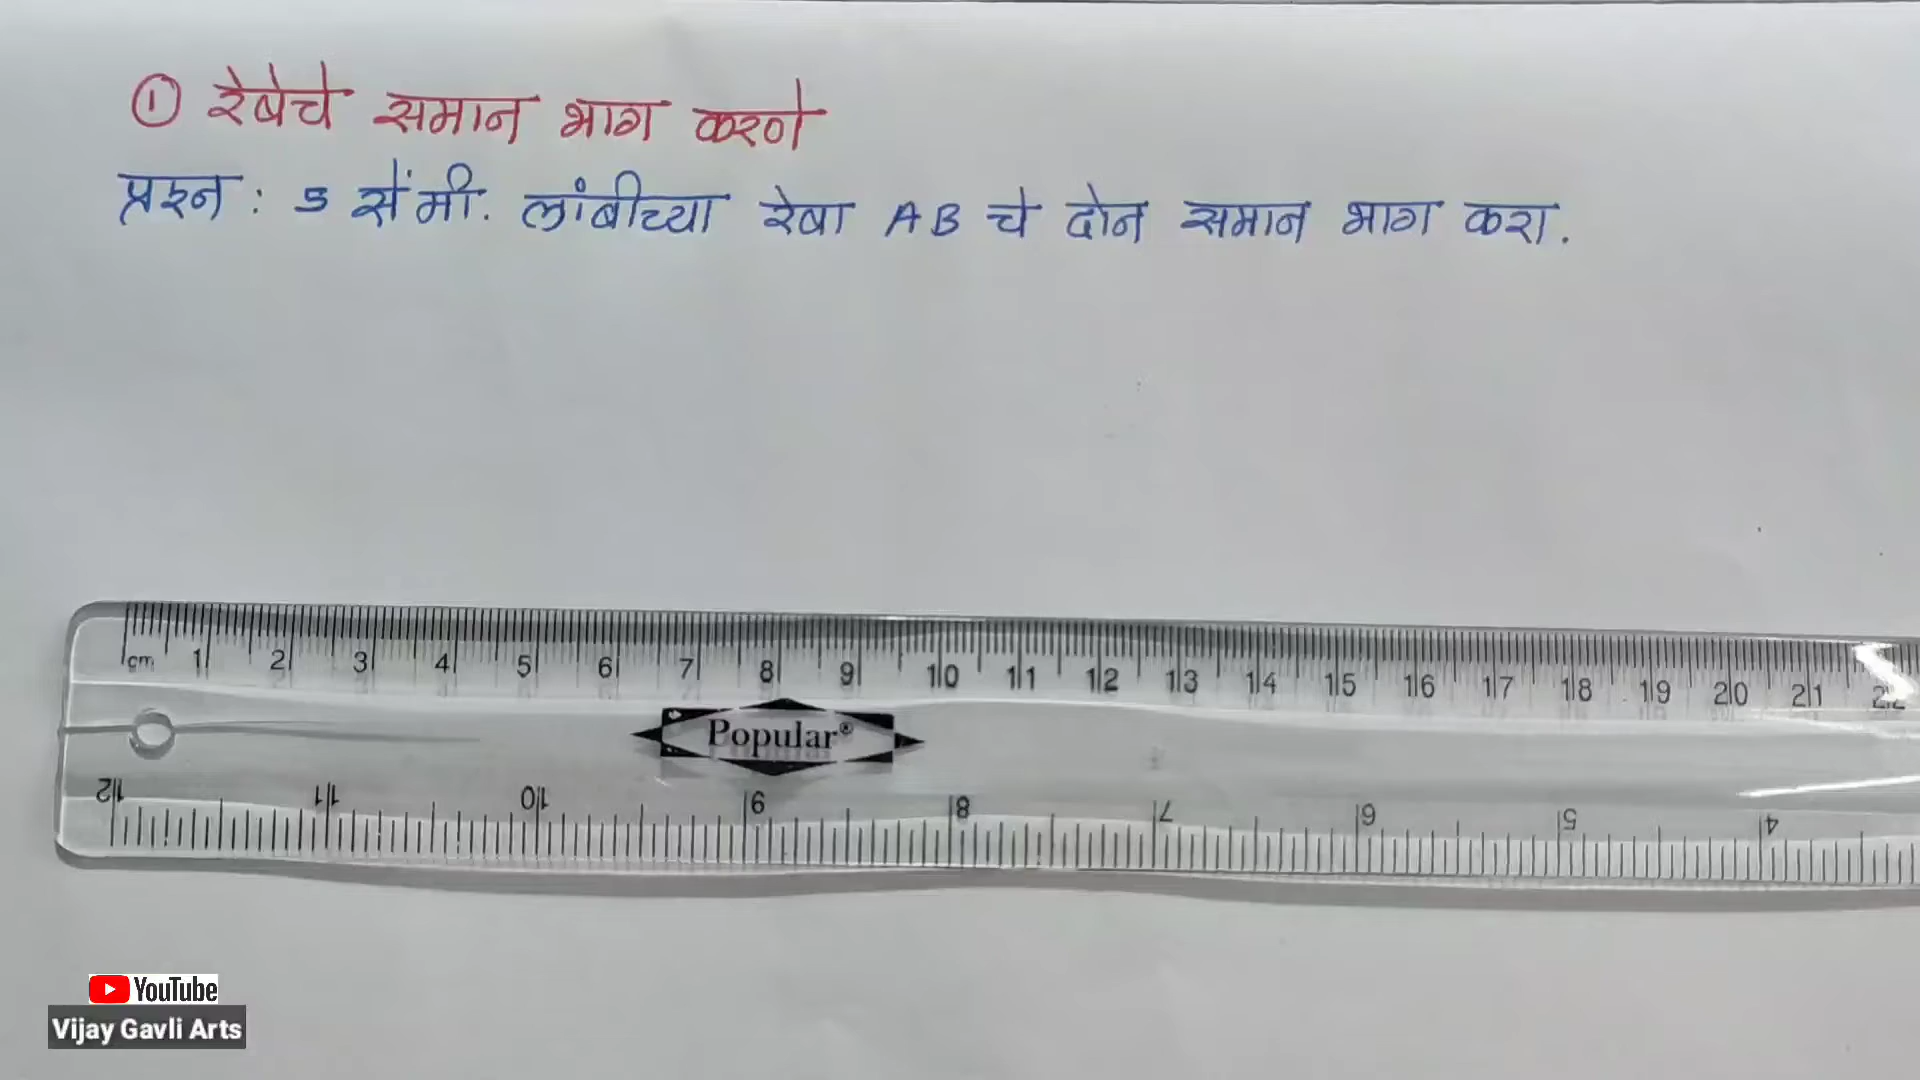 ① रेषेचे समान भाग करणे
प्रश्न : 5 सें मी. लांबीच्या रेषा AB चे दोन समान भाग करा.
cm 1 2 3 4 5 6 7 8 9 10 11 12 13 14 15 16 17 18 19 20 21 22
Popular®
12 11 10 9 8 7 6 5 4
YouTube
Vijay Gavli Arts